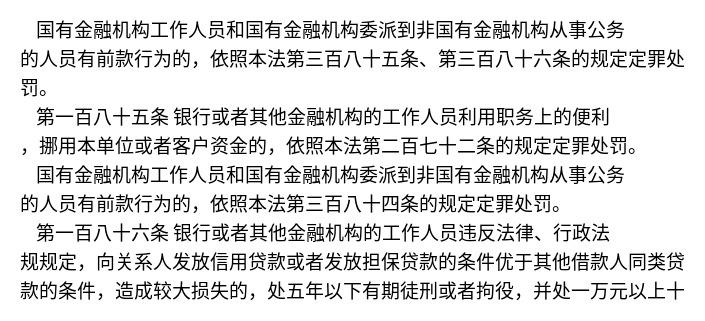 国有金融机构工作人员和国有金融机构委派到非国有金融机构从事公务
的人员有前款行为的，依照本法第三百八十五条、第三百八十六条的规定定罪处
罚。
第一百八十五条 银行或者其他金融机构的工作人员利用职务上的便利
，挪用本单位或者客户资金的，依照本法第二百七十二条的规定定罪处罚。
国有金融机构工作人员和国有金融机构委派到非国有金融机构从事公务
的人员有前款行为的，依照本法第三百八十四条的规定定罪处罚。
第一百八十六条 银行或者其他金融机构的工作人员违反法律、行政法
规规定，向关系人发放信用贷款或者发放担保贷款的条件优于其他借款人同类贷
款的条件，造成较大损失的，处五年以下有期徒刑或者拘役，并处一万元以上十